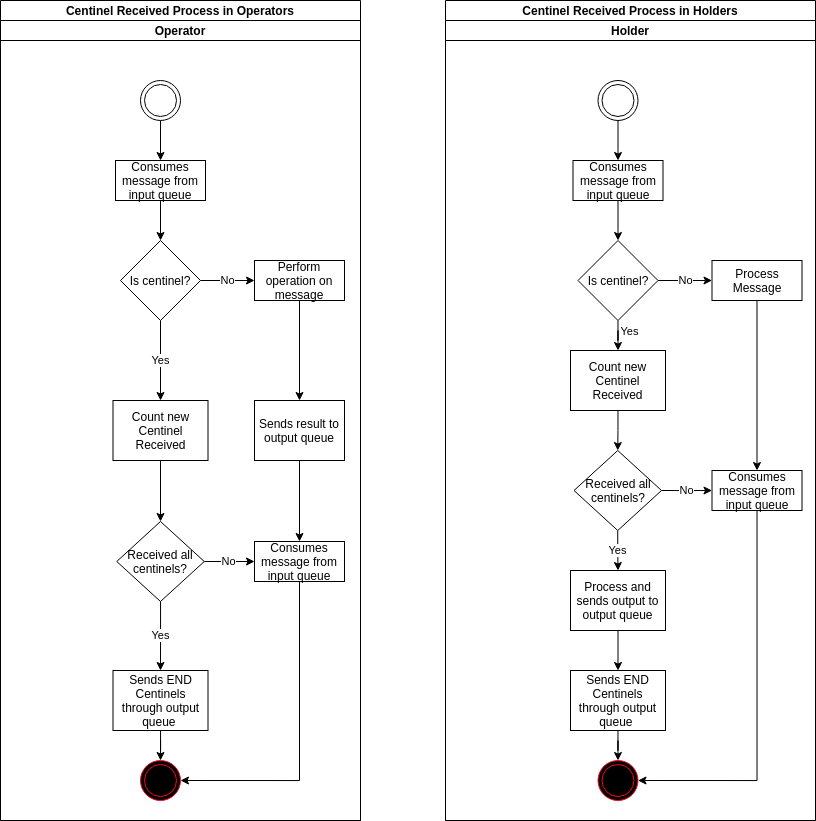 Centinel Received Process in Operators
Operator
Consumes
message from
input queue
Is centinel?
No
Perform
operation on
message
Yes
Count new
Centinel
Received
Sends result to
output queue
Received all
centinels?
No
Consumes
message from
input queue
Yes
Sends END
Centinels
through output
queue
Centinel Received Process in Holders
Holder
Consumes
message from
input queue
Is centinel?
No
Process
Message
Yes
Count new
Centinel
Received
Received all
centinels?
No
Consumes
message from
input queue
Yes
Process and
sends output to
output queue
Sends END
Centinels
through output
queue